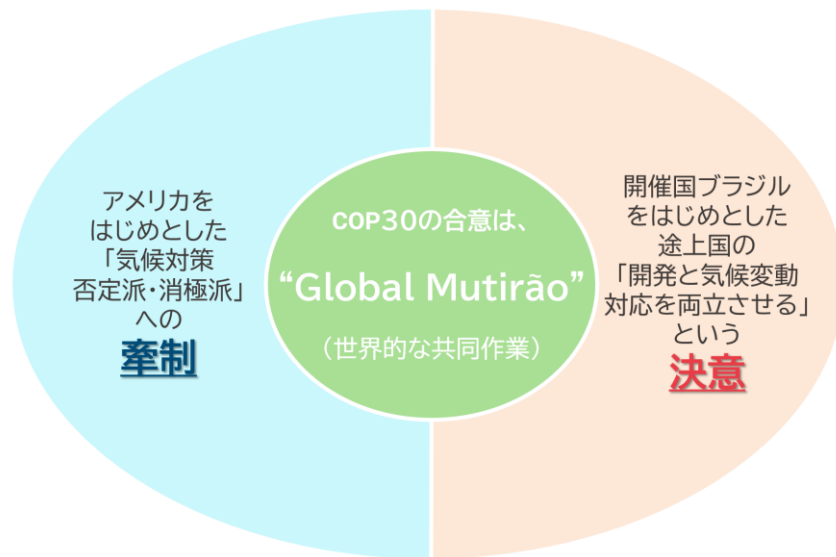 アメリカを
はじめとした
「気候対策
否定派・消極派」
への
牽制
COP30の合意は、
“Global Mutirão”
（世界的な共同作業）
開催国ブラジル
をはじめとした
途上国の
「開発と気候変動
対応を両立させる」
という
決意